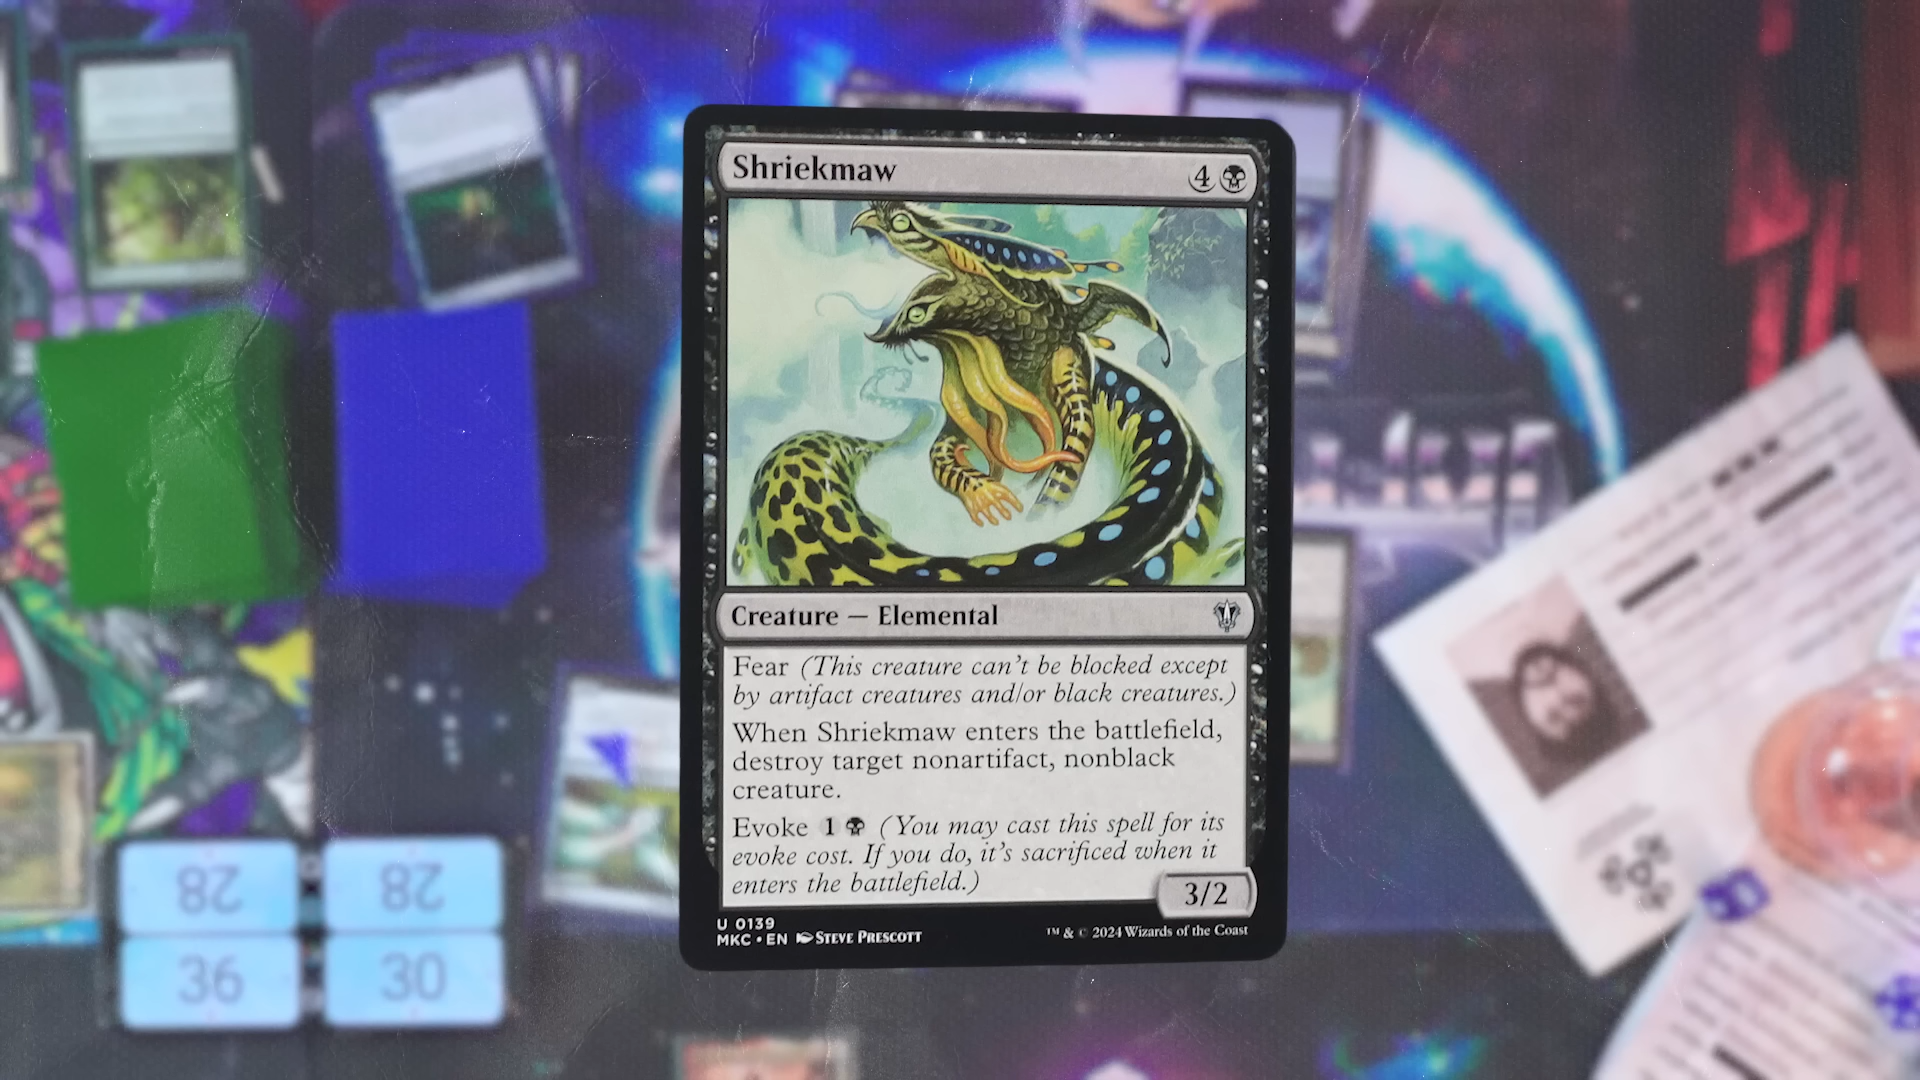 Shriekmaw 4
Creature — Elemental
Fear (This creature can't be blocked except
by artifact creatures and/or black creatures.)
When Shriekmaw enters the battlefield,
destroy target nonartifact, nonblack
creature.
Evoke 1 (You may cast this spell for its
evoke cost. If you do, it's sacrificed when it
enters the battlefield.)
3/2
U 0139
MKC • EN STEVE PRESCOTT
™ & © 2024 Wizards of the Coast
28 28
36 30